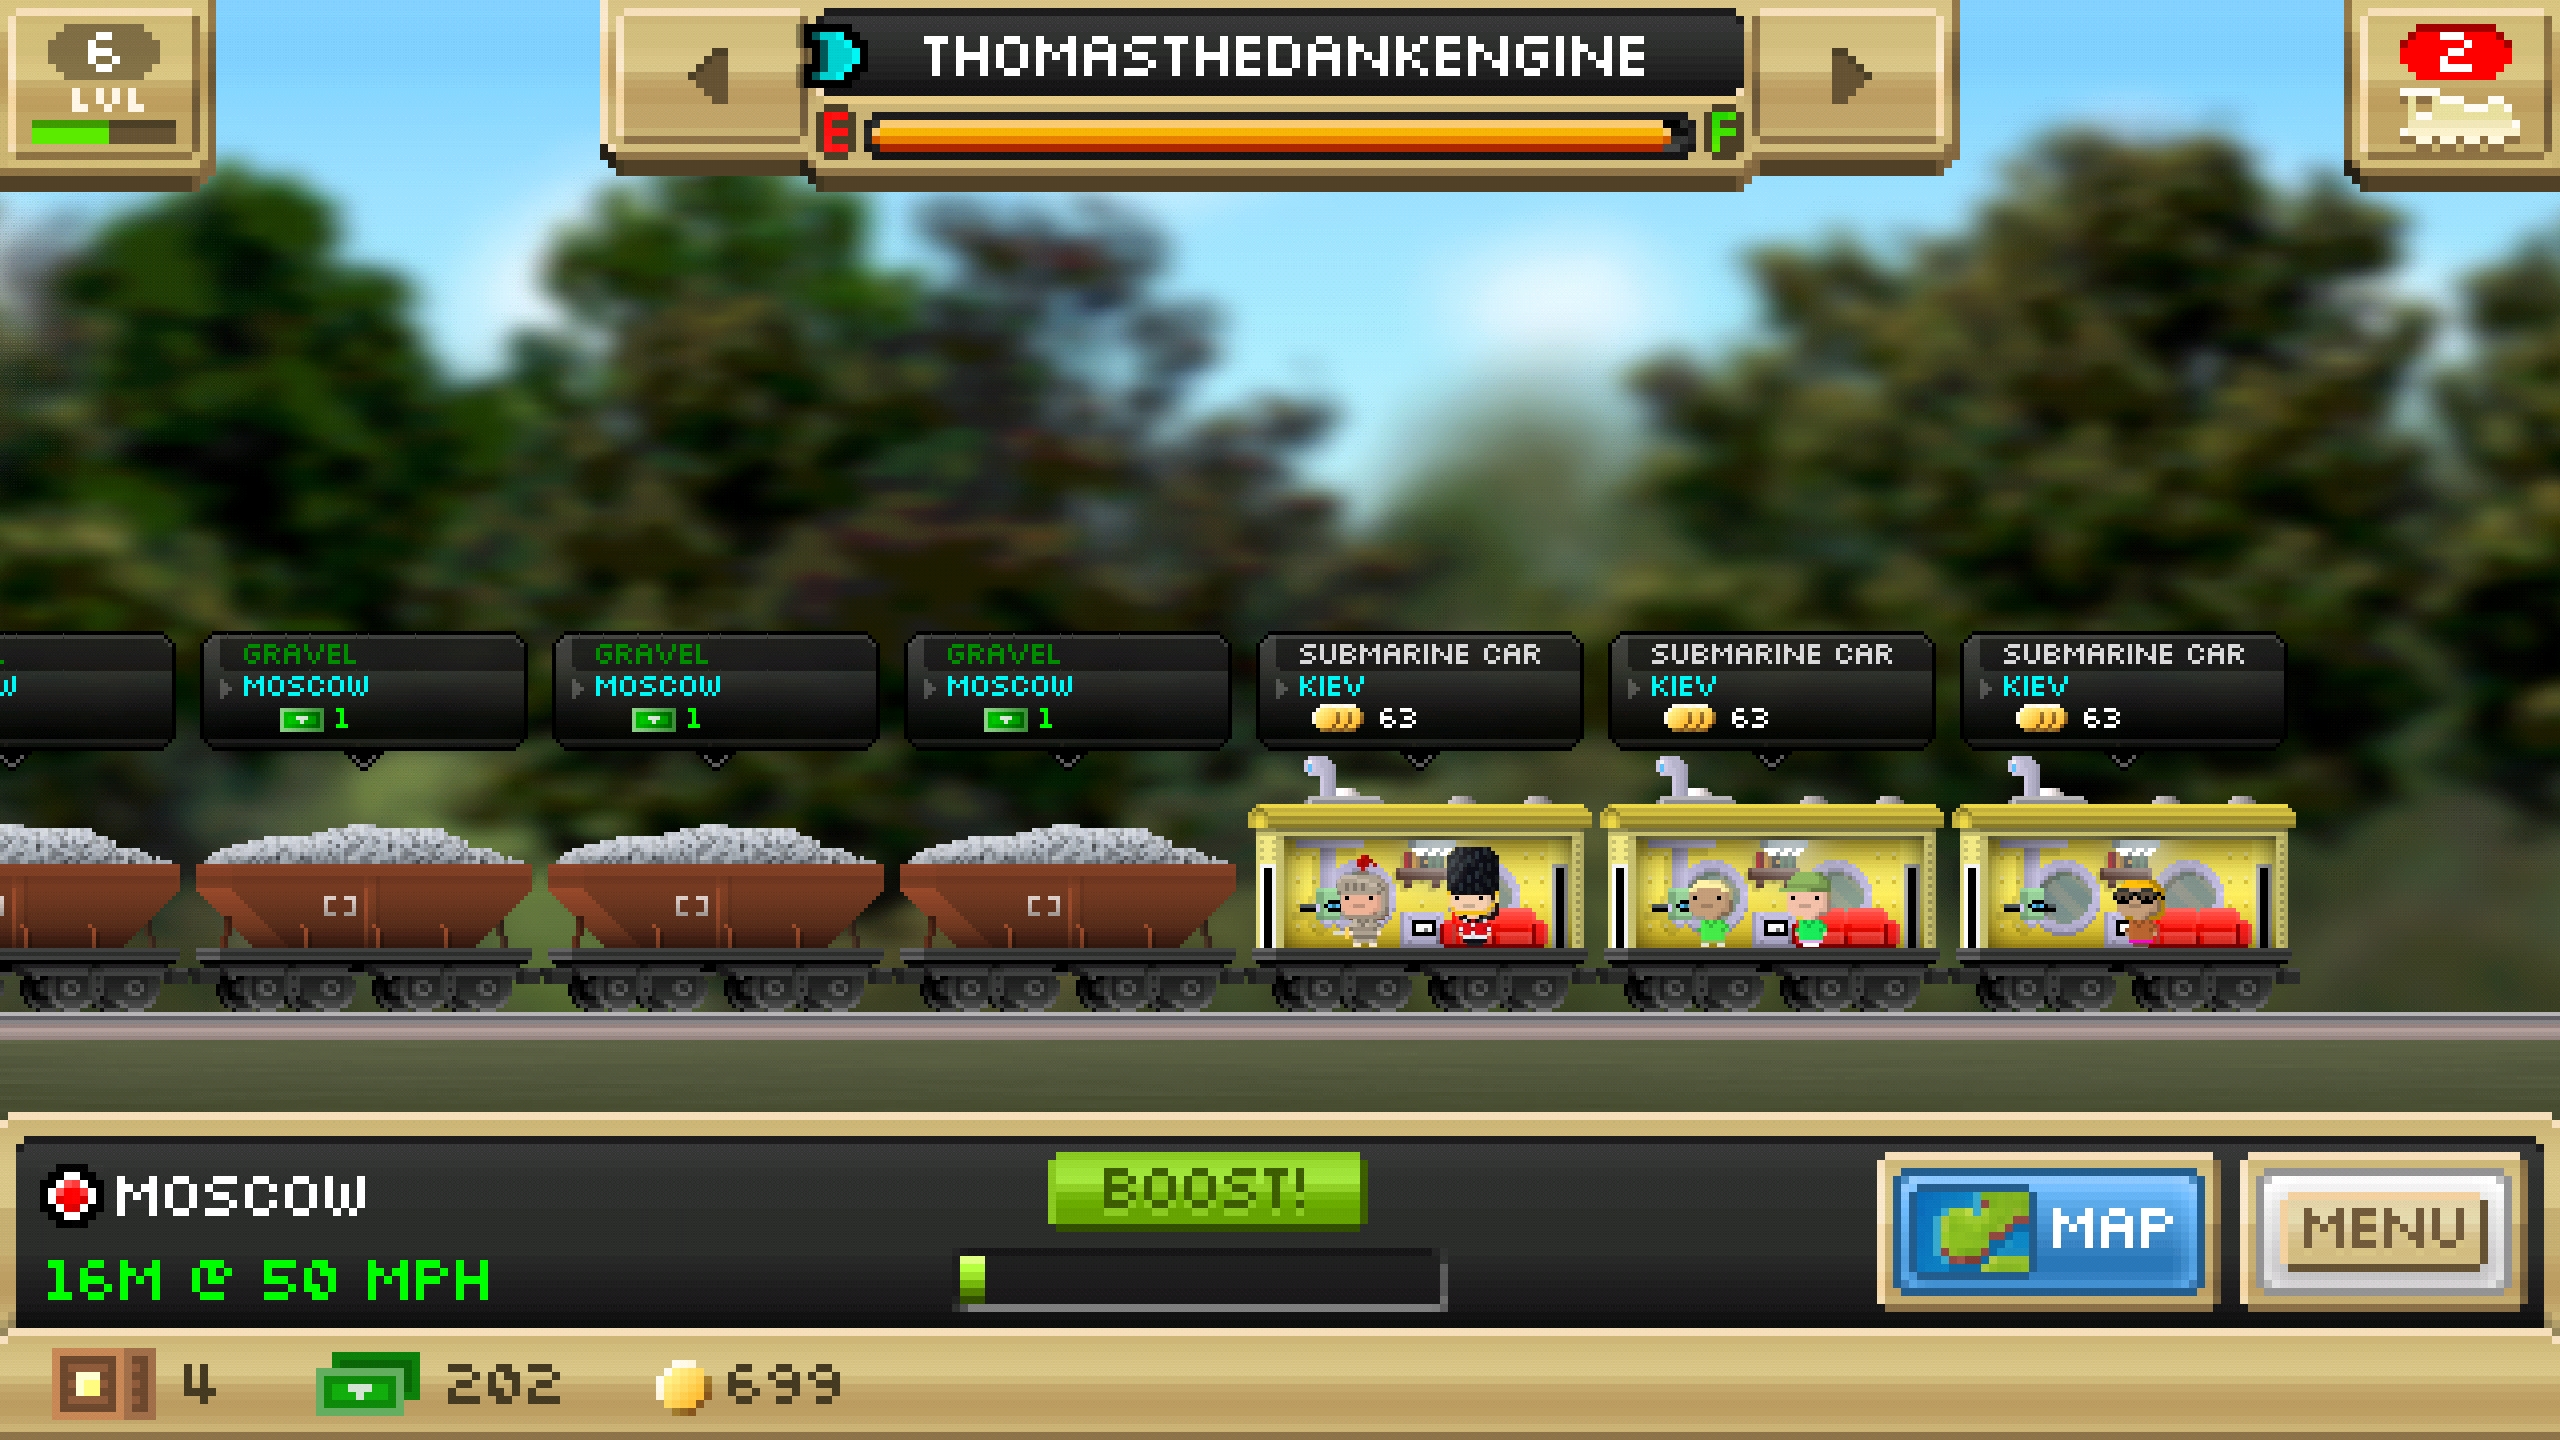 6
LVL
THOMASTHEDANKENGINE
E F
2
W
GRAVEL
MOSCOW
1
GRAVEL
MOSCOW
1
GRAVEL
MOSCOW
1
SUBMARINE CAR
KIEV
63
SUBMARINE CAR
KIEV
63
SUBMARINE CAR
KIEV
63
MOSCOW
16M @ 50 MPH
BOOST!
MAP
MENU
4
202
699